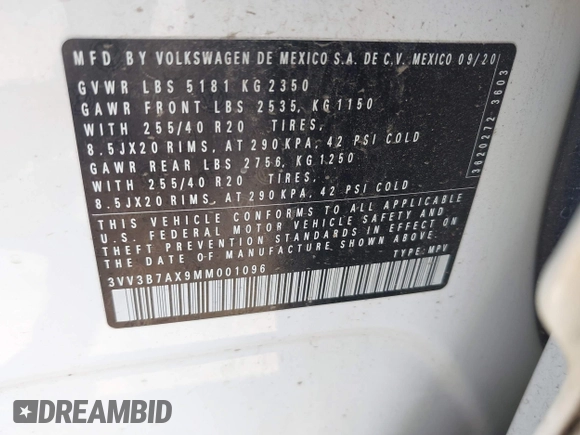 MFD BY VOLKSWAGEN DE MEXICO S.A. DE C.V. MEXICO 09/20
GVWR LBS 5181 KG 2350
GAWR FRONT LBS 2535, KG 1150
WITH 255/40 R20 TIRES,
8.5JX20 RIMS, AT 290 KPA, 42 PSI COLD
GAWR REAR LBS 2756, KG 1250
WITH 255/40 R20 TIRES,
8.5JX20 RIMS, AT 290 KPA, 42 PSI COLD
THIS VEHICLE CONFORMS TO ALL APPLICABLE
U.S. FEDERAL MOTOR VEHICLE SAFETY AND
THEFT PREVENTION STANDARDS IN EFFECT ON
THE DATE OF MANUFACTURE SHOWN ABOVE.
3VV3B7AX9MM001096 TYPE: MPV
3620272 3603
DREAMBID